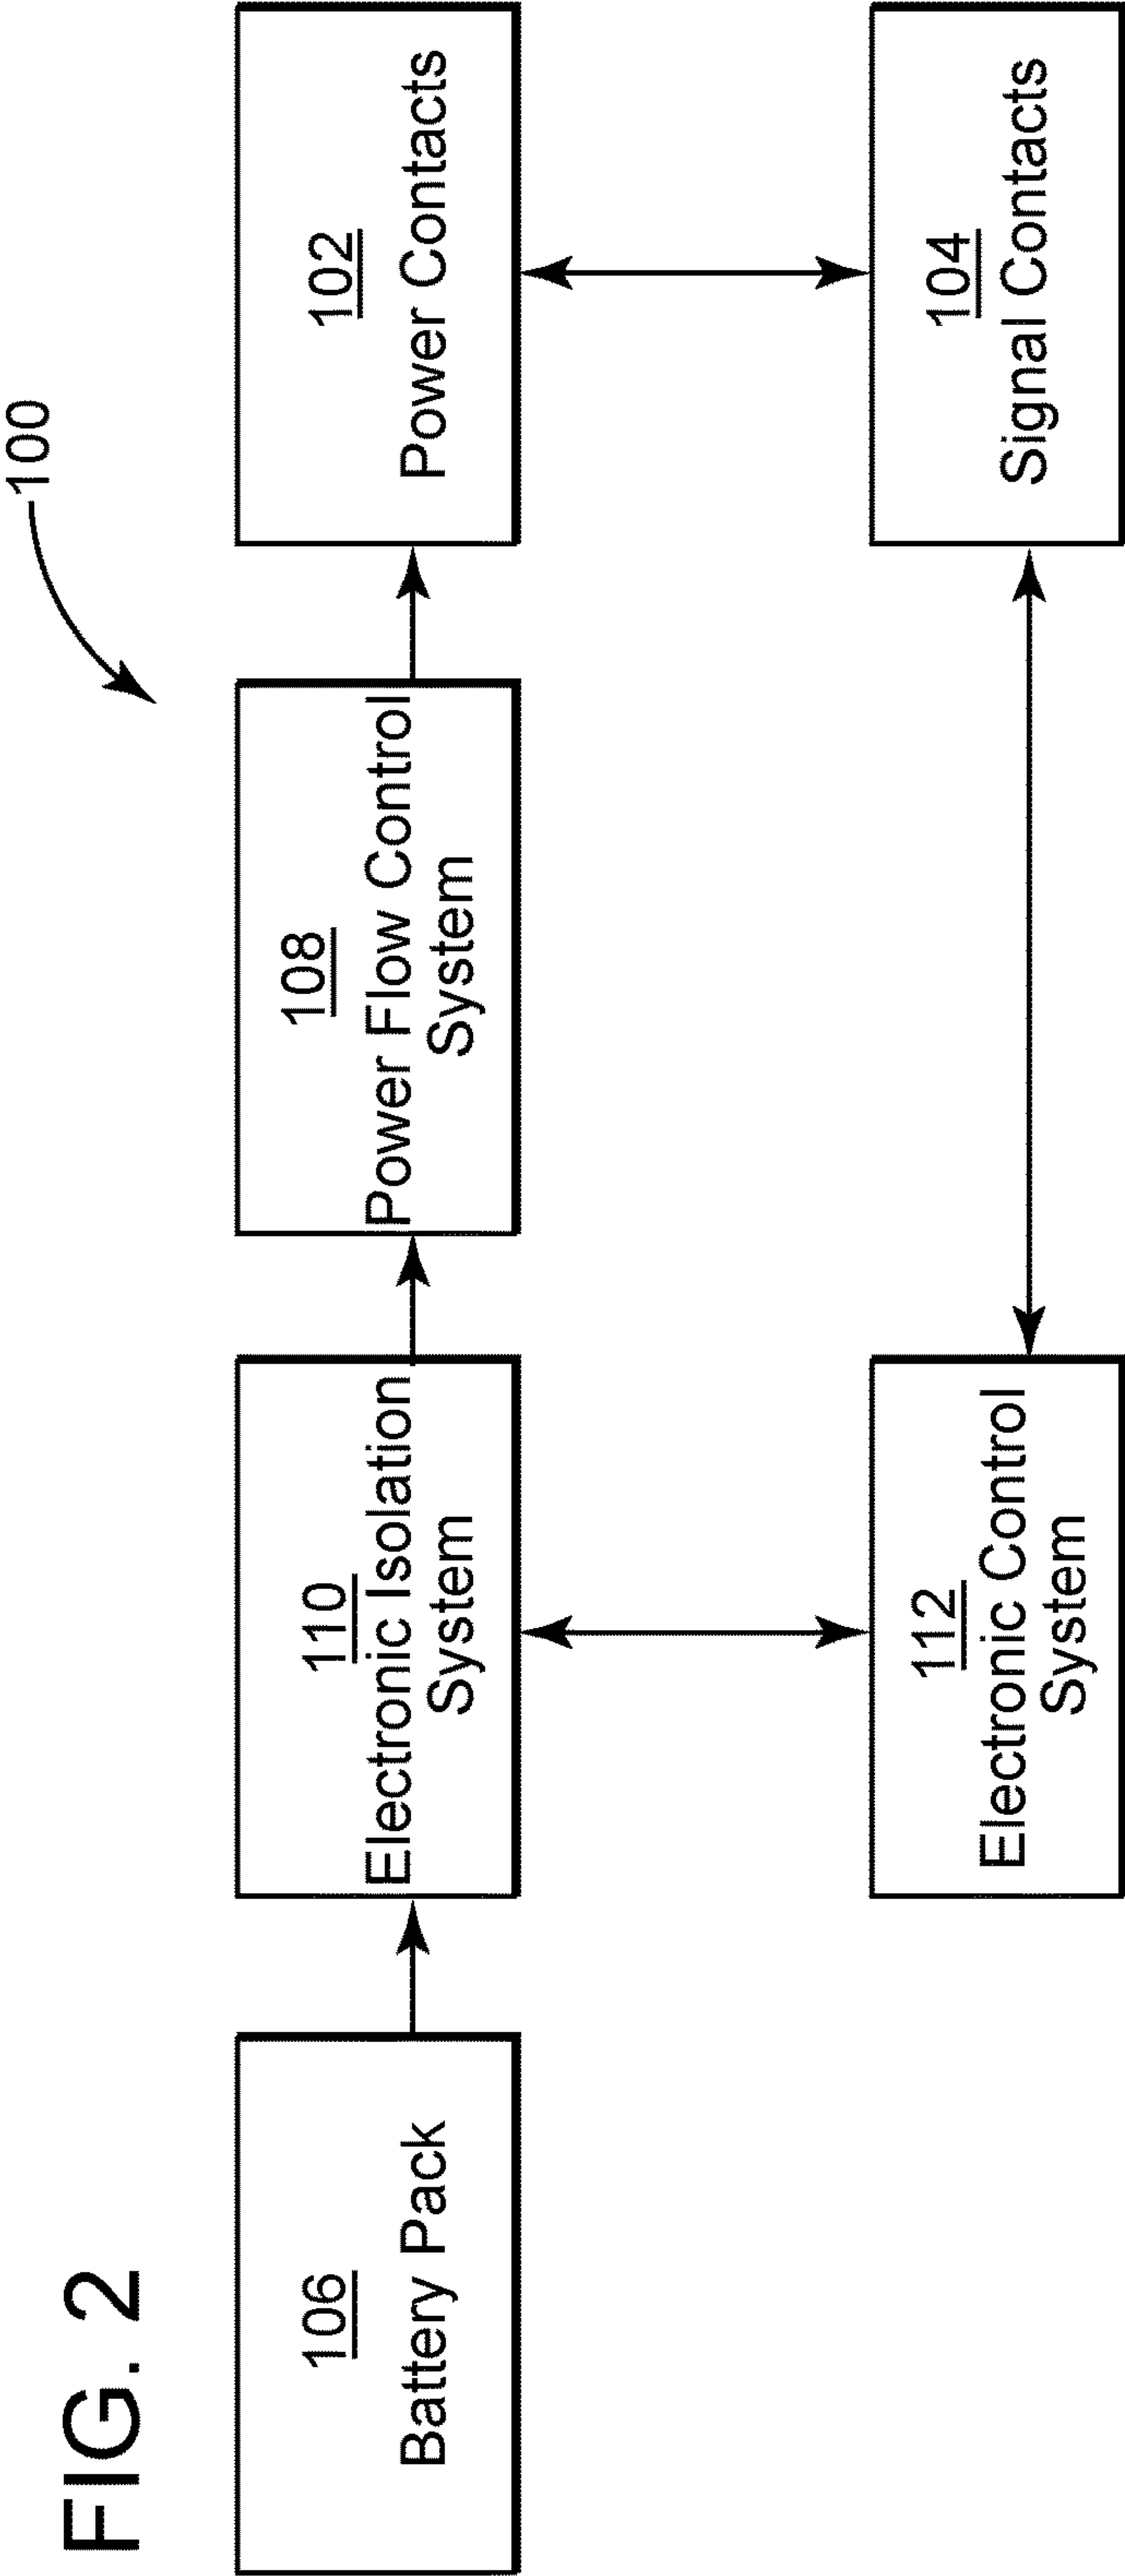 FIG. 2
100
106
Battery Pack
110
Electronic Isolation
System
108
Power Flow Control
System
102
Power Contacts
112
Electronic Control
System
104
Signal Contacts